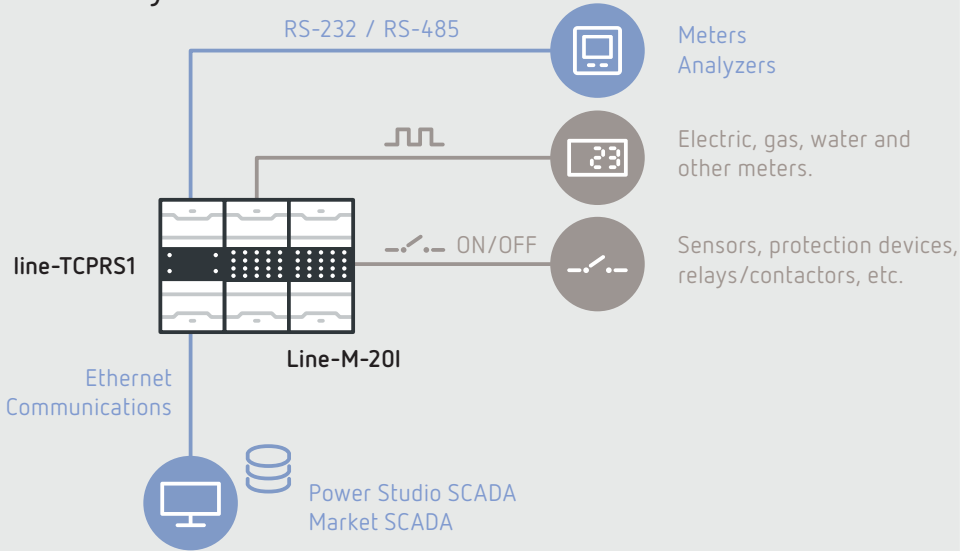 RS-232 / RS-485
Meters
Analyzers
Electric, gas, water and
other meters.
23
line-TCPRS1
ON/OFF
Sensors, protection devices,
relays/contactors, etc.
Line-M-20I
Ethernet
Communications
Power Studio SCADA
Market SCADA